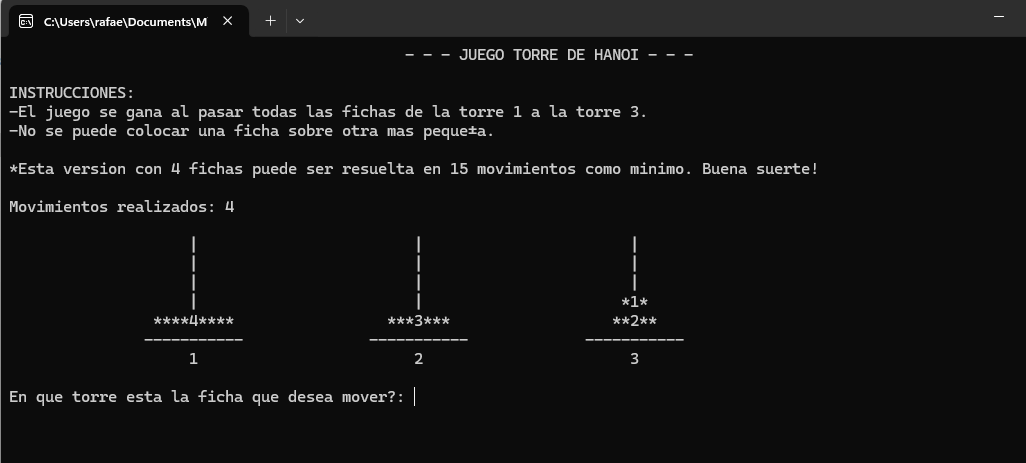 C:\Users\rafae\Documents\M
- - - JUEGO TORRE DE HANOI - - -
INSTRUCCIONES:
-El juego se gana al pasar todas las fichas de la torre 1 a la torre 3.
-No se puede colocar una ficha sobre otra mas peque±a.
*Esta version con 4 fichas puede ser resuelta en 15 movimientos como minimo. Buena suerte!
Movimientos realizados: 4
| | |
| | |
| | |
| | *1*
****4**** ***3*** **2**
----------- ----------- -----------
1 2 3
En que torre esta la ficha que desea mover?: